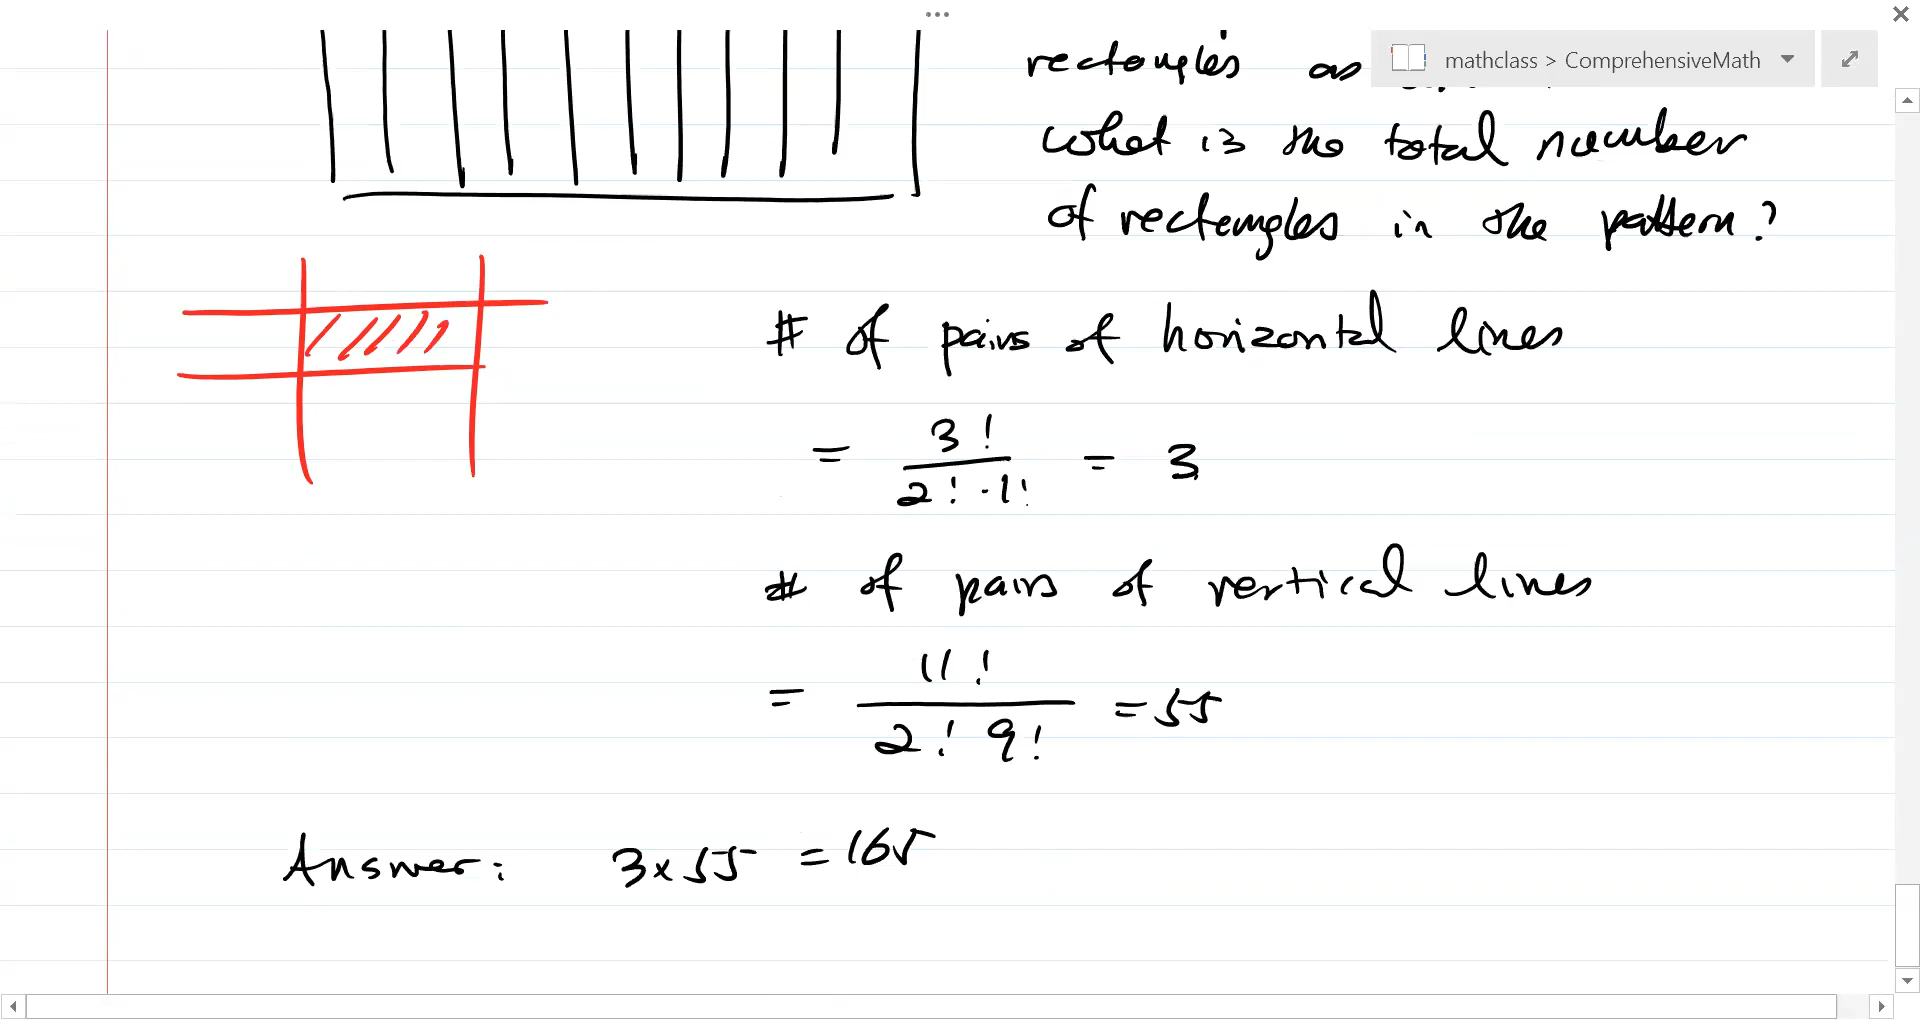 mathclass > ComprehensiveMath
rectangles as
what is the total number
of rectangles in the pattern?
# of pairs of horizontal lines
= 3! / 2! · 1! = 3
# of pairs of vertical lines
= 11! / 2! 9! = 55
Answer: 3 x 55 = 165